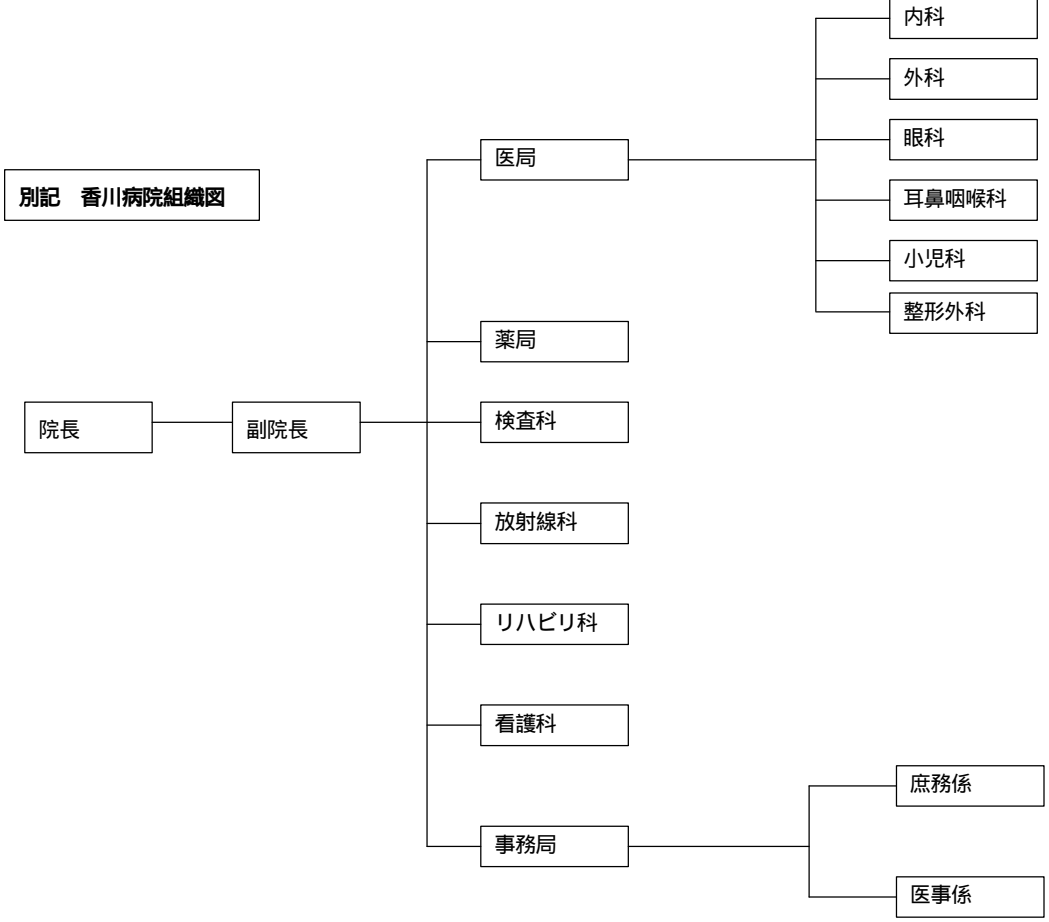 別記　香川病院組織図
院長
副院長
医局
薬局
検査科
放射線科
リハビリ科
看護科
事務局
内科
外科
眼科
耳鼻咽喉科
小児科
整形外科
庶務係
医事係